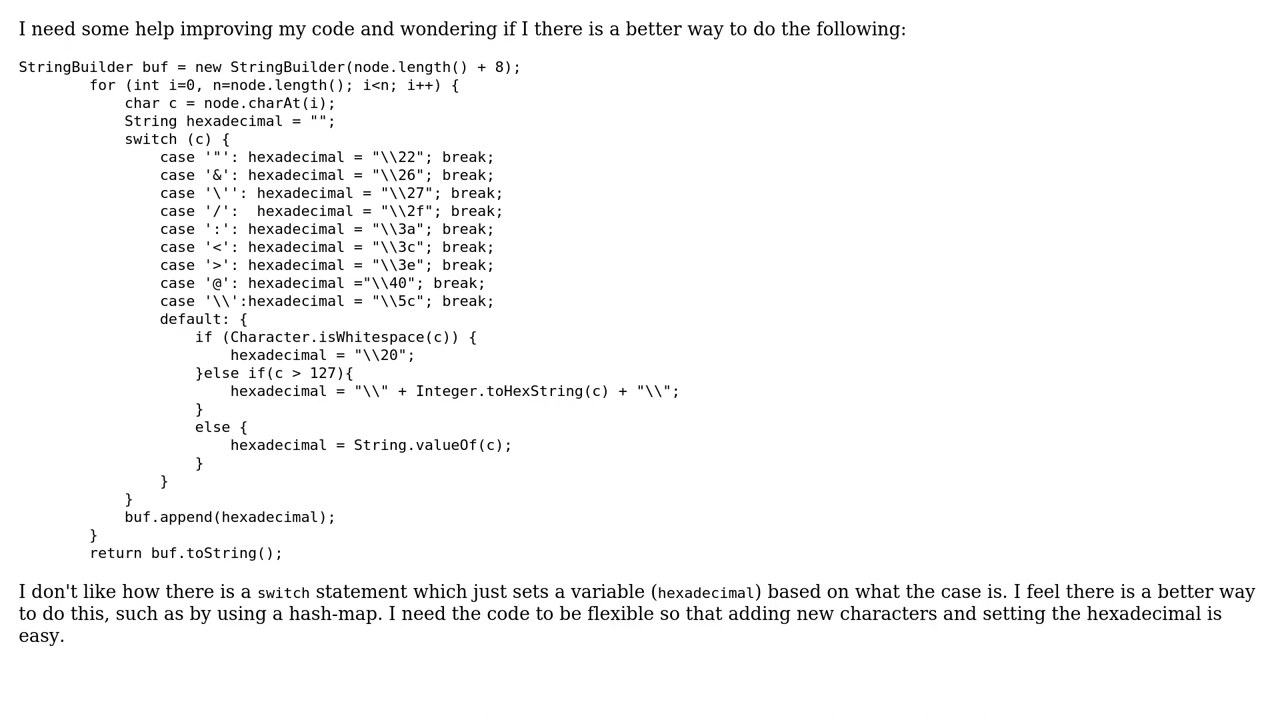 I need some help improving my code and wondering if I there is a better way to do the following:
StringBuilder buf = new StringBuilder(node.length() + 8);
        for (int i=0, n=node.length(); i<n; i++) {
            char c = node.charAt(i);
            String hexadecimal = "";
            switch (c) {
                case '"': hexadecimal = "\\22"; break;
                case '&': hexadecimal = "\\26"; break;
                case '\'': hexadecimal = "\\27"; break;
                case '/':  hexadecimal = "\\2f"; break;
                case ':': hexadecimal = "\\3a"; break;
                case '<': hexadecimal = "\\3c"; break;
                case '>': hexadecimal = "\\3e"; break;
                case '@': hexadecimal ="\\40"; break;
                case '\\':hexadecimal = "\\5c"; break;
                default: {
                    if (Character.isWhitespace(c)) {
                        hexadecimal = "\\20";
                    }else if(c > 127){
                        hexadecimal = "\\" + Integer.toHexString(c) + "\\";
                    }
                    else {
                        hexadecimal = String.valueOf(c);
                    }
                }
            }
            buf.append(hexadecimal);
        }
        return buf.toString();
I don't like how there is a switch statement which just sets a variable (hexadecimal) based on what the case is. I feel there is a better way
to do this, such as by using a hash-map. I need the code to be flexible so that adding new characters and setting the hexadecimal is
easy.